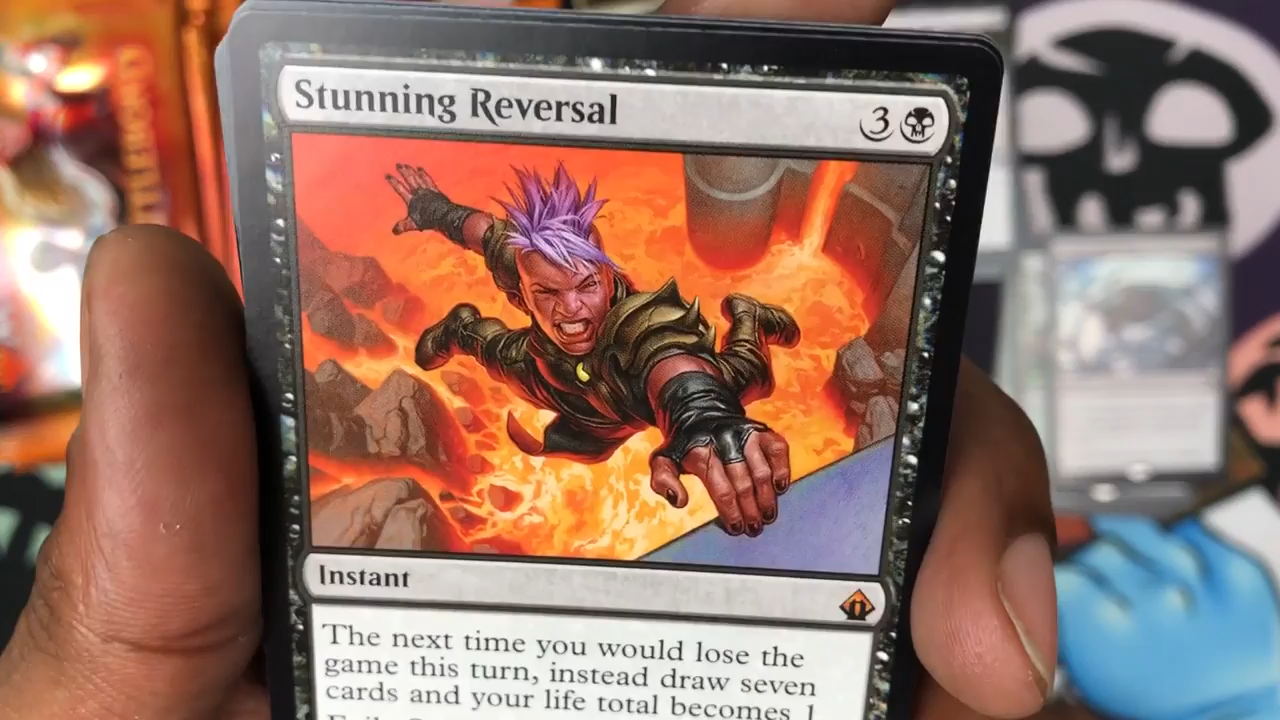 Stunning Reversal 3
Instant
The next time you would lose the
game this turn, instead draw seven
cards and your life total becomes 1